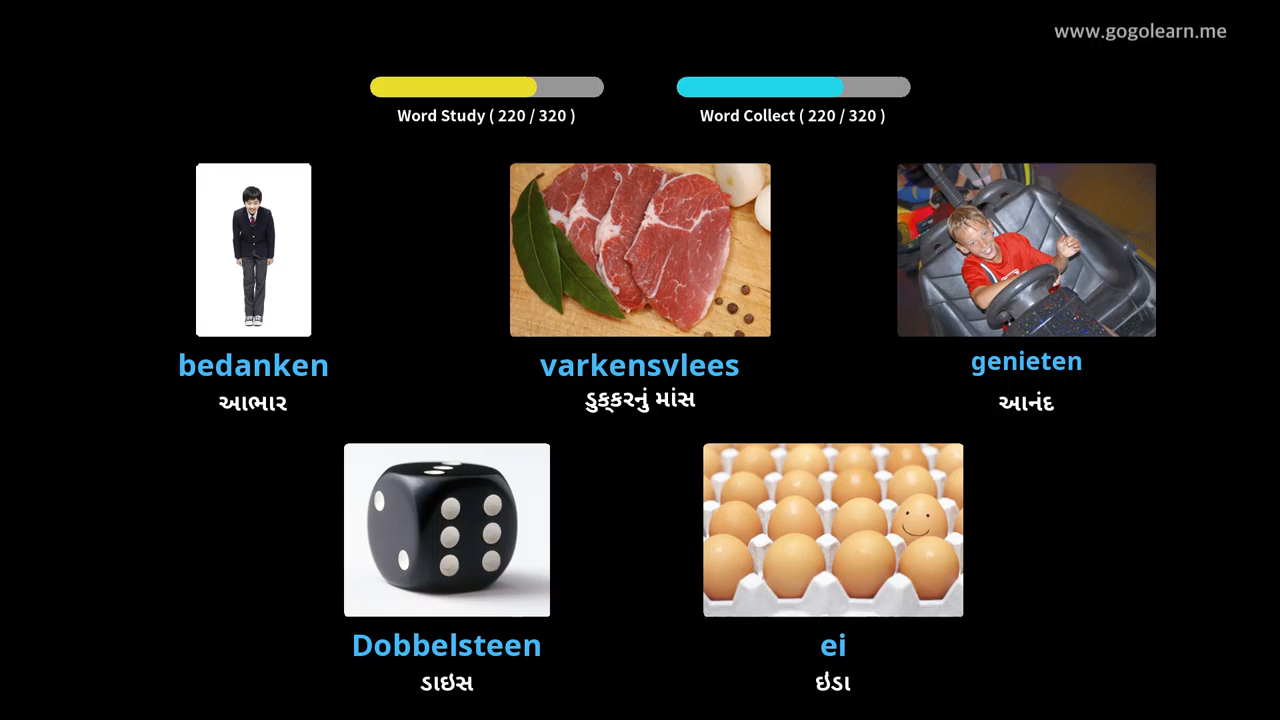 www.gogolearn.me
Word Study ( 220 / 320 )
Word Collect ( 220 / 320 )
bedanken
આભાર
varkensvlees
ડુક્કરનું માંસ
genieten
આનંદ
Dobbelsteen
ડાઇસ
ei
ઇંડા